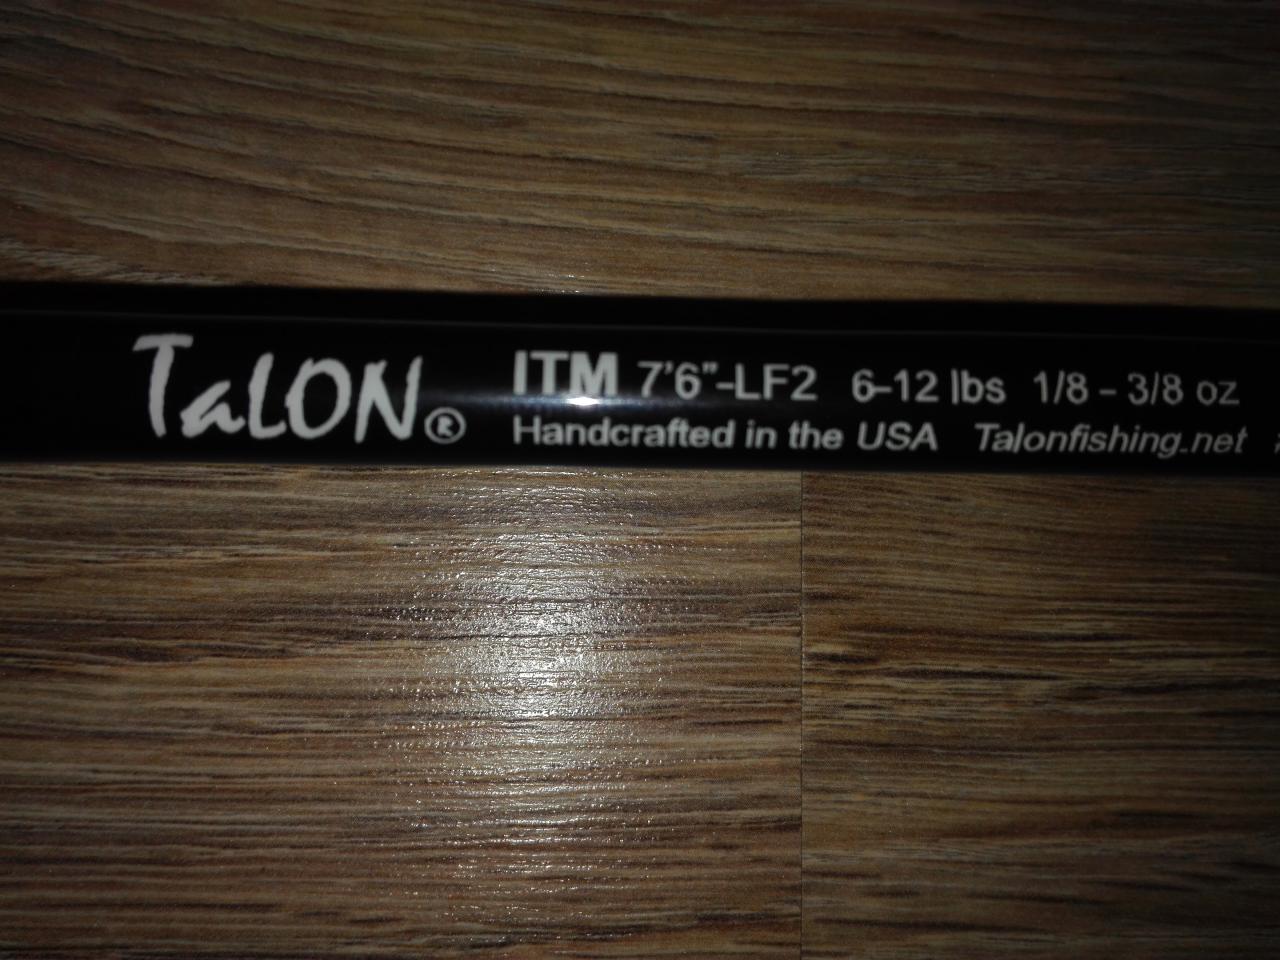 TaLON®
ITM 7'6"-LF2 6-12 lbs 1/8 - 3/8 oz
Handcrafted in the USA Talonfishing.net